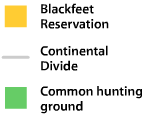 Blackfeet
Reservation
Continental
Divide
Common hunting
ground